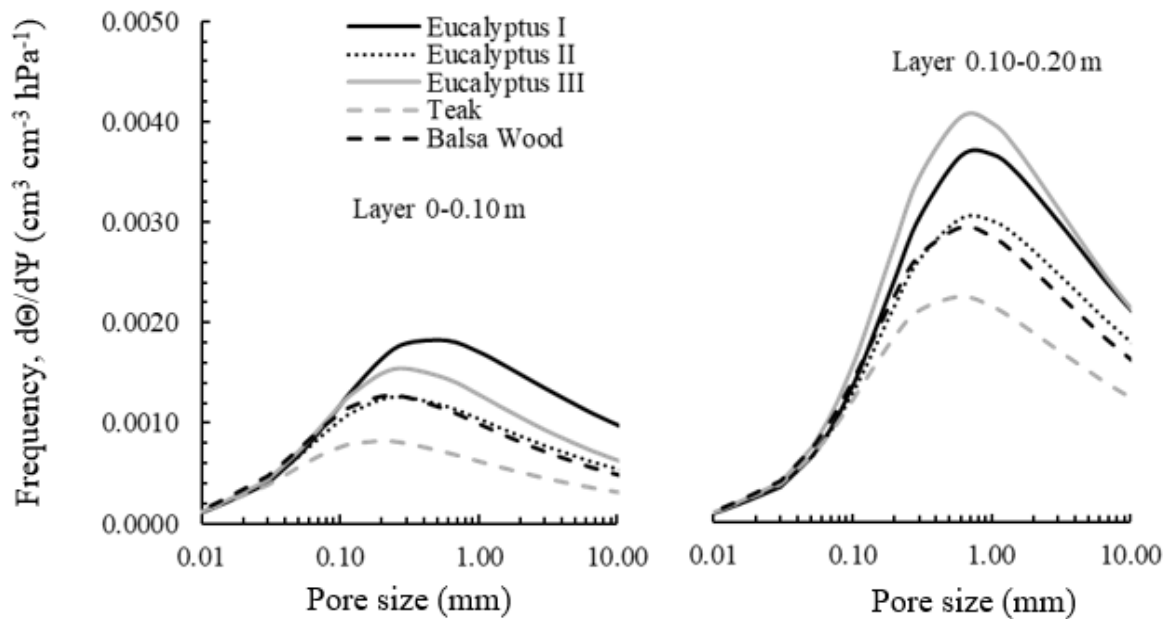 Frequency, dΘ/dΨ (cm³ cm⁻³ hPa⁻¹)
0.0050
0.0040
0.0030
0.0020
0.0010
0.0000
Eucalyptus I
Eucalyptus II
Eucalyptus III
Teak
Balsa Wood
Layer 0-0.10 m
0.01
0.10
1.00
10.00
Pore size (mm)
Layer 0.10-0.20 m
0.01
0.10
1.00
10.00
Pore size (mm)